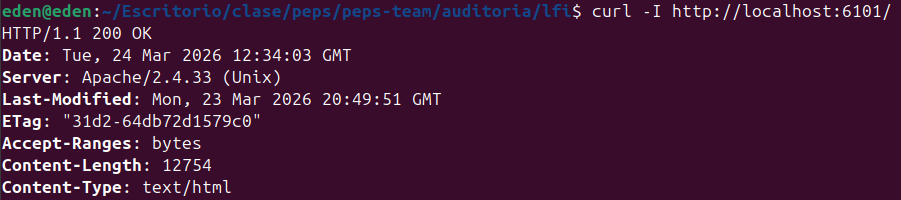 eden@eden:~/Escritorio/clase/peps/peps-team/auditoria/lfi$ curl -I http://localhost:6101/
HTTP/1.1 200 OK
Date: Tue, 24 Mar 2026 12:34:03 GMT
Server: Apache/2.4.33 (Unix)
Last-Modified: Mon, 23 Mar 2026 20:49:51 GMT
ETag: "31d2-64db72d1579c0"
Accept-Ranges: bytes
Content-Length: 12754
Content-Type: text/html